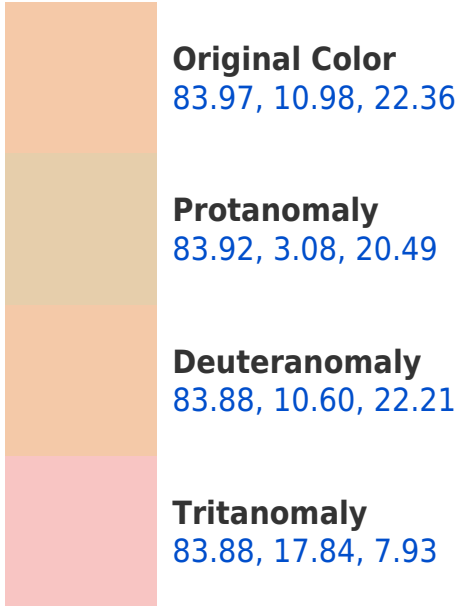 Original Color
83.97, 10.98, 22.36
Protanomaly
83.92, 3.08, 20.49
Deuteranomaly
83.88, 10.60, 22.21
Tritanomaly
83.88, 17.84, 7.93